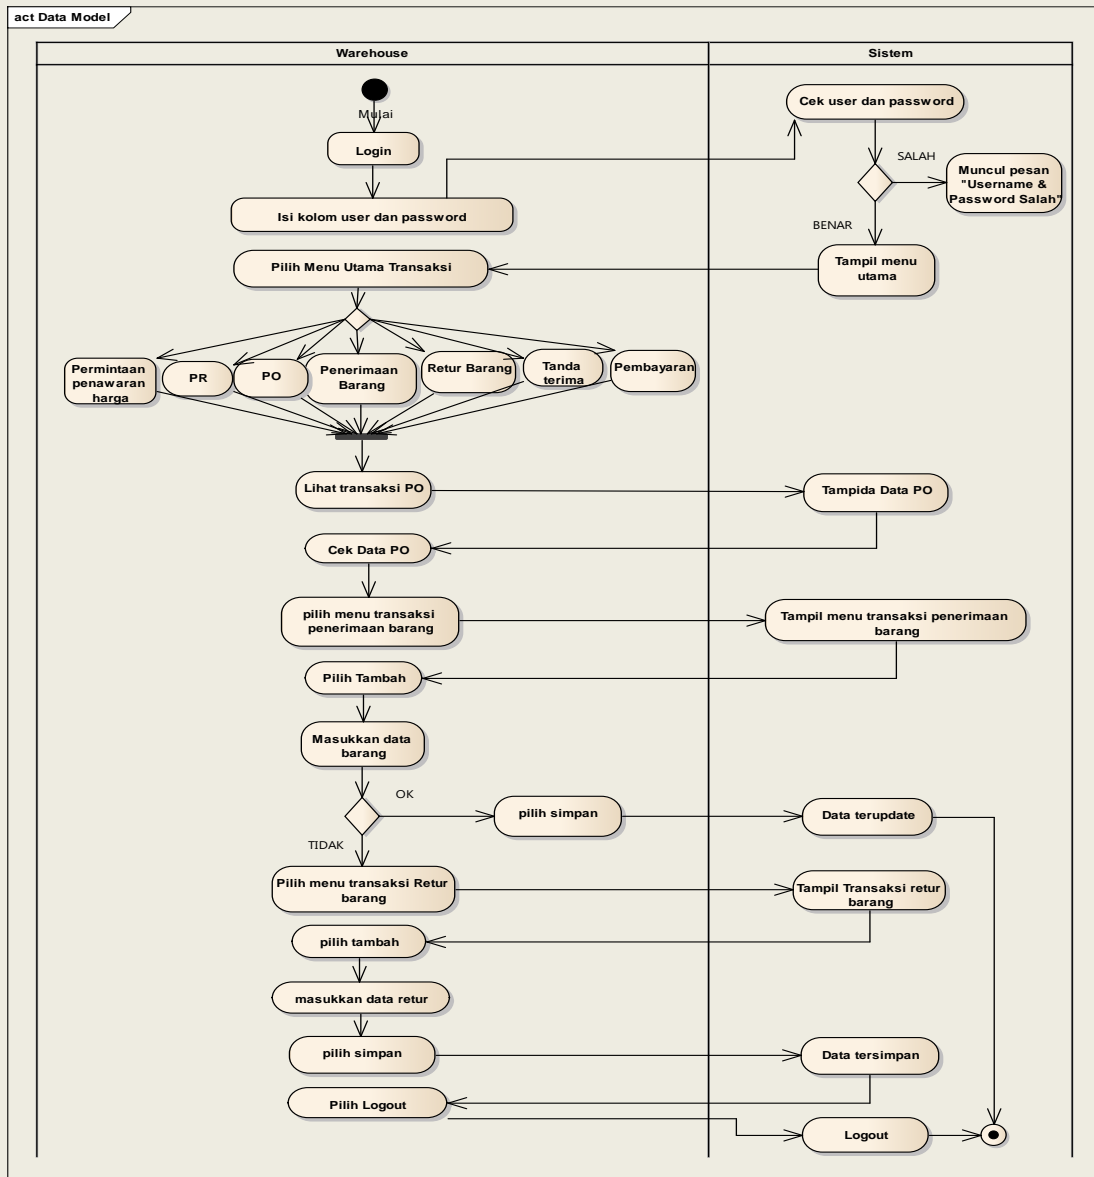 act Data Model
Warehouse
Sistem
Mulai
Login
Isi kolom user dan password
Cek user dan password
SALAH
Muncul pesan
"Username &
Password Salah"
BENAR
Tampil menu
utama
Pilih Menu Utama Transaksi
Permintaan
penawaran
harga
PR
PO
Penerimaan
Barang
Retur Barang
Tanda
terima
Pembayaran
Lihat transaksi PO
Tampida Data PO
Cek Data PO
pilih menu transaksi
penerimaan barang
Tampil menu transaksi penerimaan
barang
Pilih Tambah
Masukkan data
barang
OK
pilih simpan
Data terupdate
TIDAK
Pilih menu transaksi Retur
barang
Tampil Transaksi retur
barang
pilih tambah
masukkan data retur
pilih simpan
Data tersimpan
Pilih Logout
Logout